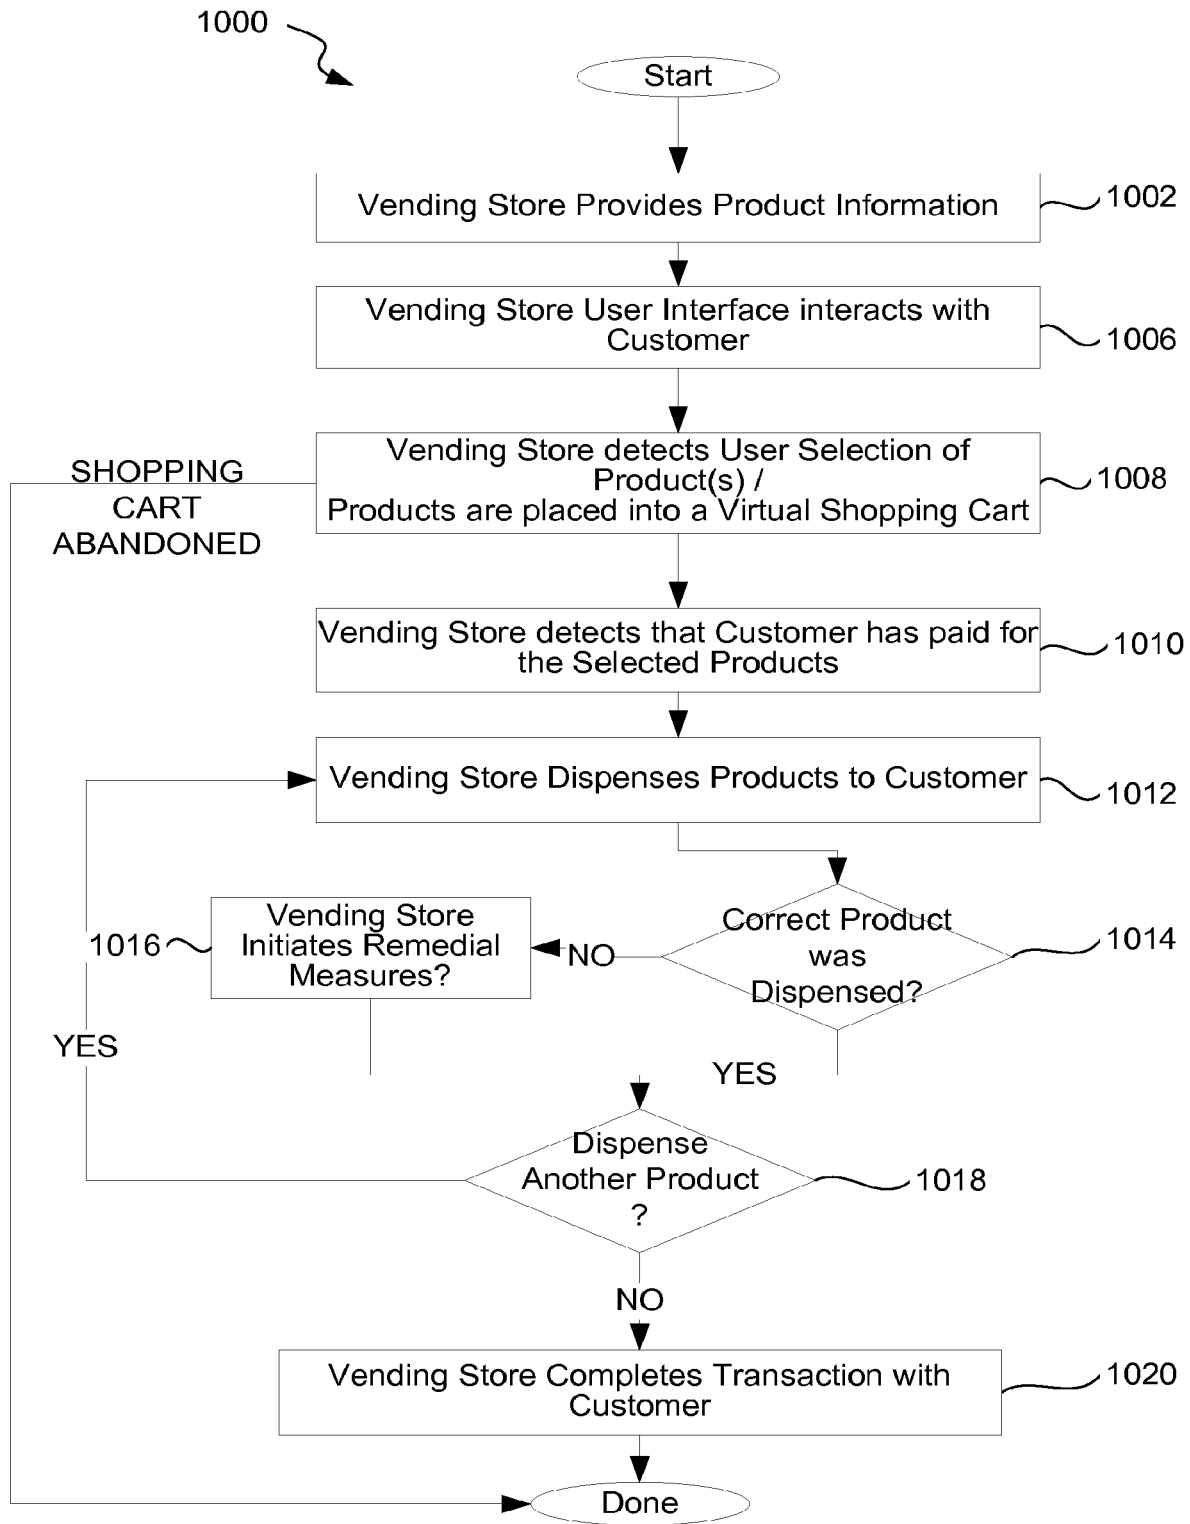 1000
Start
Vending Store Provides Product Information
1002
Vending Store User Interface interacts with
Customer
1006
Vending Store detects User Selection of
Product(s) /
Products are placed into a Virtual Shopping Cart
1008
SHOPPING
CART
ABANDONED
Vending Store detects that Customer has paid for
the Selected Products
1010
Vending Store Dispenses Products to Customer
1012
Vending Store
Initiates Remedial
Measures?
1016
NO
Correct Product
was
Dispensed?
1014
YES
YES
Dispense
Another Product
?
1018
NO
Vending Store Completes Transaction with
Customer
1020
Done